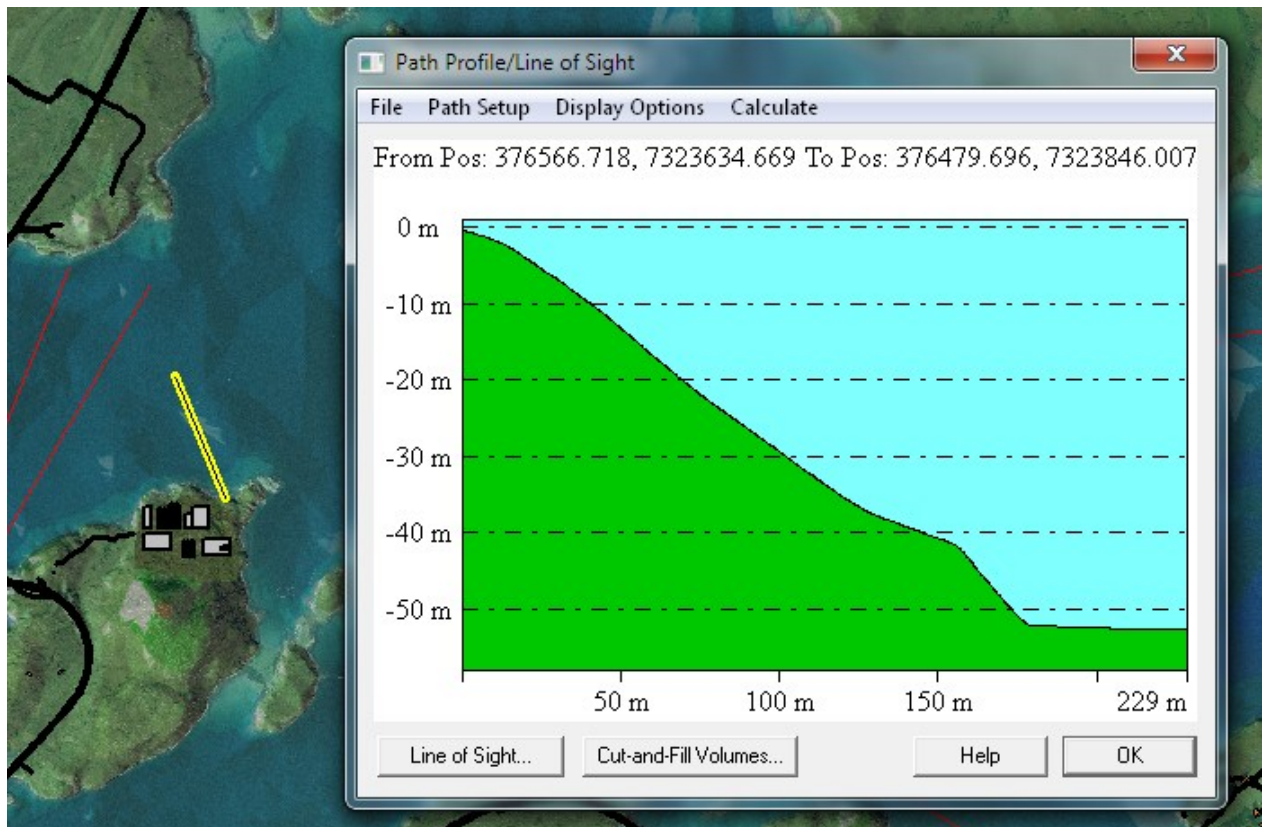 Path Profile/Line of Sight
File Path Setup Display Options Calculate
From Pos: 376566.718, 7323634.669 To Pos: 376479.696, 7323846.007
0 m
-10 m
-20 m
-30 m
-40 m
-50 m
50 m 100 m 150 m 229 m
Line of Sight... Cut-and-Fill Volumes... Help OK